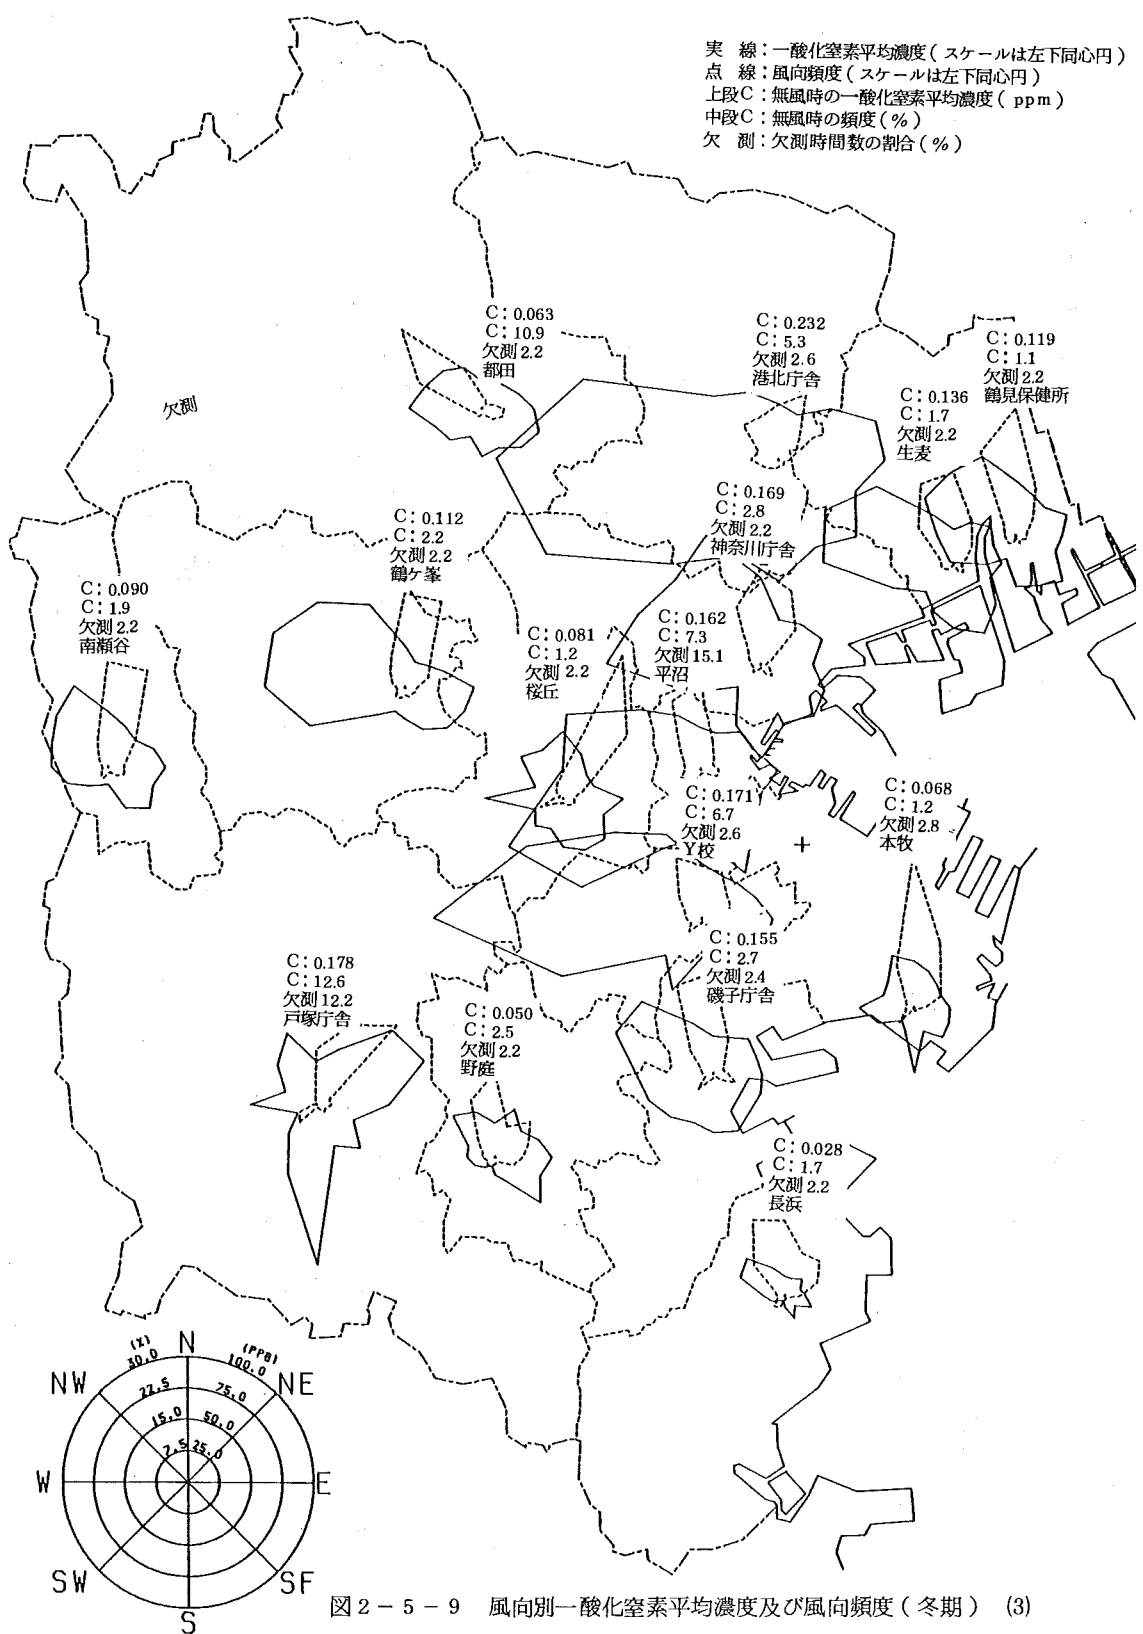 実 線：一酸化窒素平均濃度（スケールは左下同心円）
点 線：風向頻度（スケールは左下同心円）
上段C：無風時の一酸化窒素平均濃度（ppm）
中段C：無風時の頻度（%）
欠 測：欠測時間数の割合（%）
C：0.063
C：10.9
欠測2.2
都田
C：0.232
C：5.3
欠測2.6
港北庁舎
C：0.119
C：1.1
欠測2.2
鶴見保健所
C：0.136
C：1.7
欠測2.2
生麦
欠測
C：0.169
C：2.8
欠測2.2
神奈川庁舎
C：0.112
C：2.2
欠測2.2
鶴ケ峯
C：0.090
C：1.9
欠測2.2
南瀬谷
C：0.081
C：1.2
欠測2.2
桜丘
C：0.162
C：7.3
欠測15.1
平沼
C：0.171
C：6.7
欠測2.6
Y校
C：0.068
C：1.2
欠測2.8
本牧
C：0.155
C：2.7
欠測2.4
磯子庁舎
C：0.178
C：12.6
欠測12.2
戸塚庁舎
C：0.050
C：2.5
欠測2.2
野庭
C：0.028
C：1.7
欠測2.2
長浜
N
(%)
30.0
(PPB)
100.0
NW
NE
22.5
75.0
15.0
50.0
7.5
25.0
W
E
SW
SF
S
図2－5－9 風向別一酸化窒素平均濃度及び風向頻度（冬期） (3)